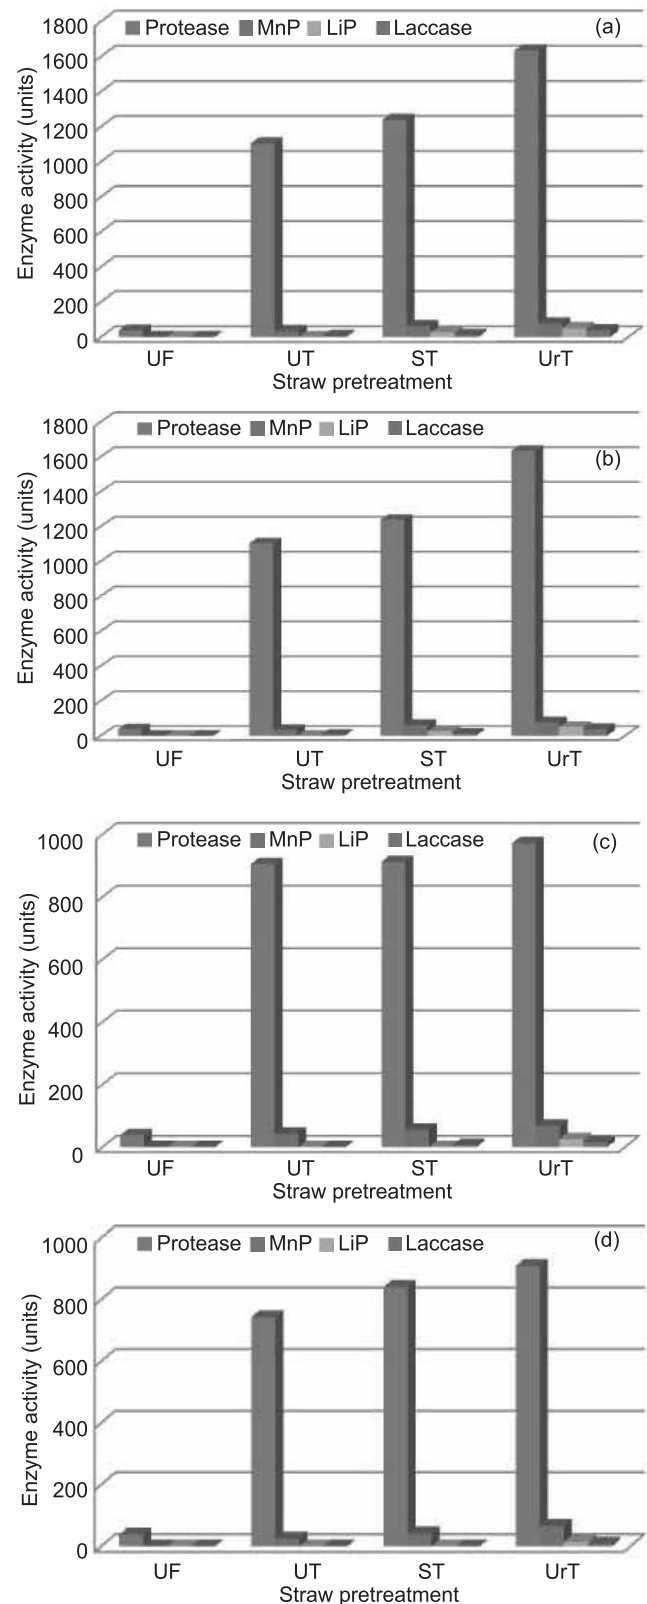 Protease MnP LiP Laccase (a)
Enzyme activity (units)
1800
1600
1400
1200
1000
800
600
400
200
0
UF UT ST UrT
Straw pretreatment
Protease MnP LiP Laccase (b)
Enzyme activity (units)
1800
1600
1400
1200
1000
800
600
400
200
0
UF UT ST UrT
Straw pretreatment
Protease MnP LiP Laccase (c)
Enzyme activity (units)
1000
800
600
400
200
0
UF UT ST UrT
Straw pretreatment
Protease MnP LiP Laccase (d)
Enzyme activity (units)
1000
800
600
400
200
0
UF UT ST UrT
Straw pretreatment